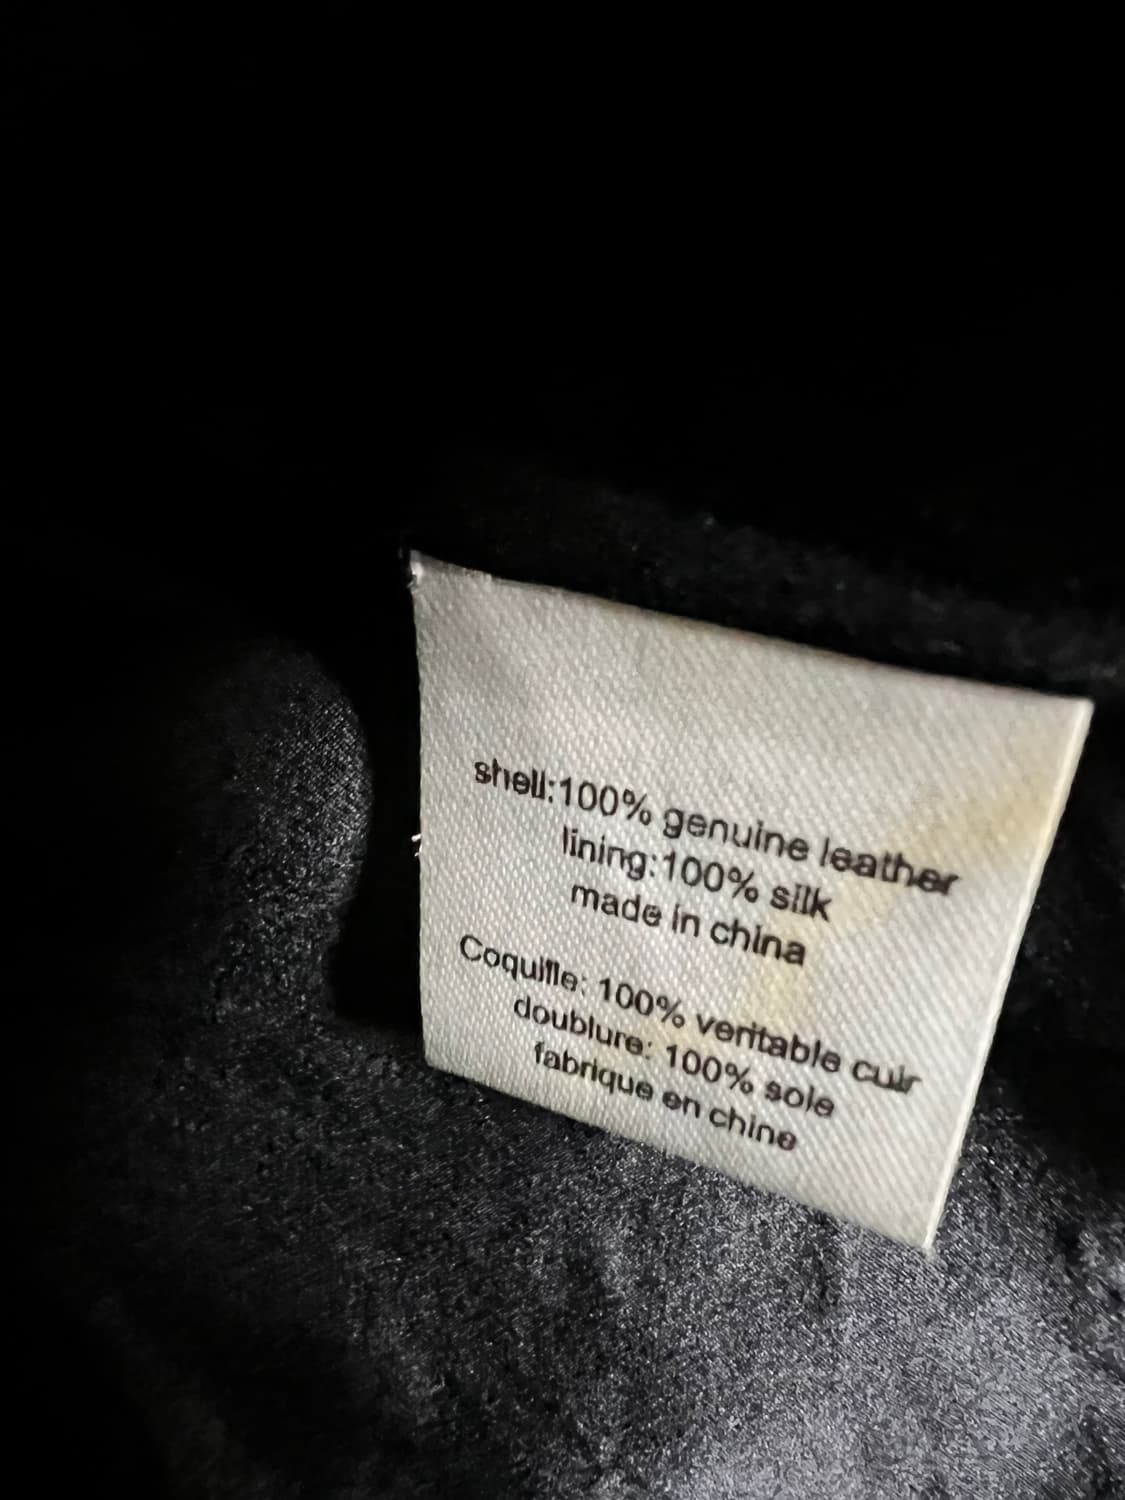 shell:100% genuine leather
lining:100% silk
made in china
Coquille: 100% veritable cuir
doublure: 100% soie
fabrique en chine